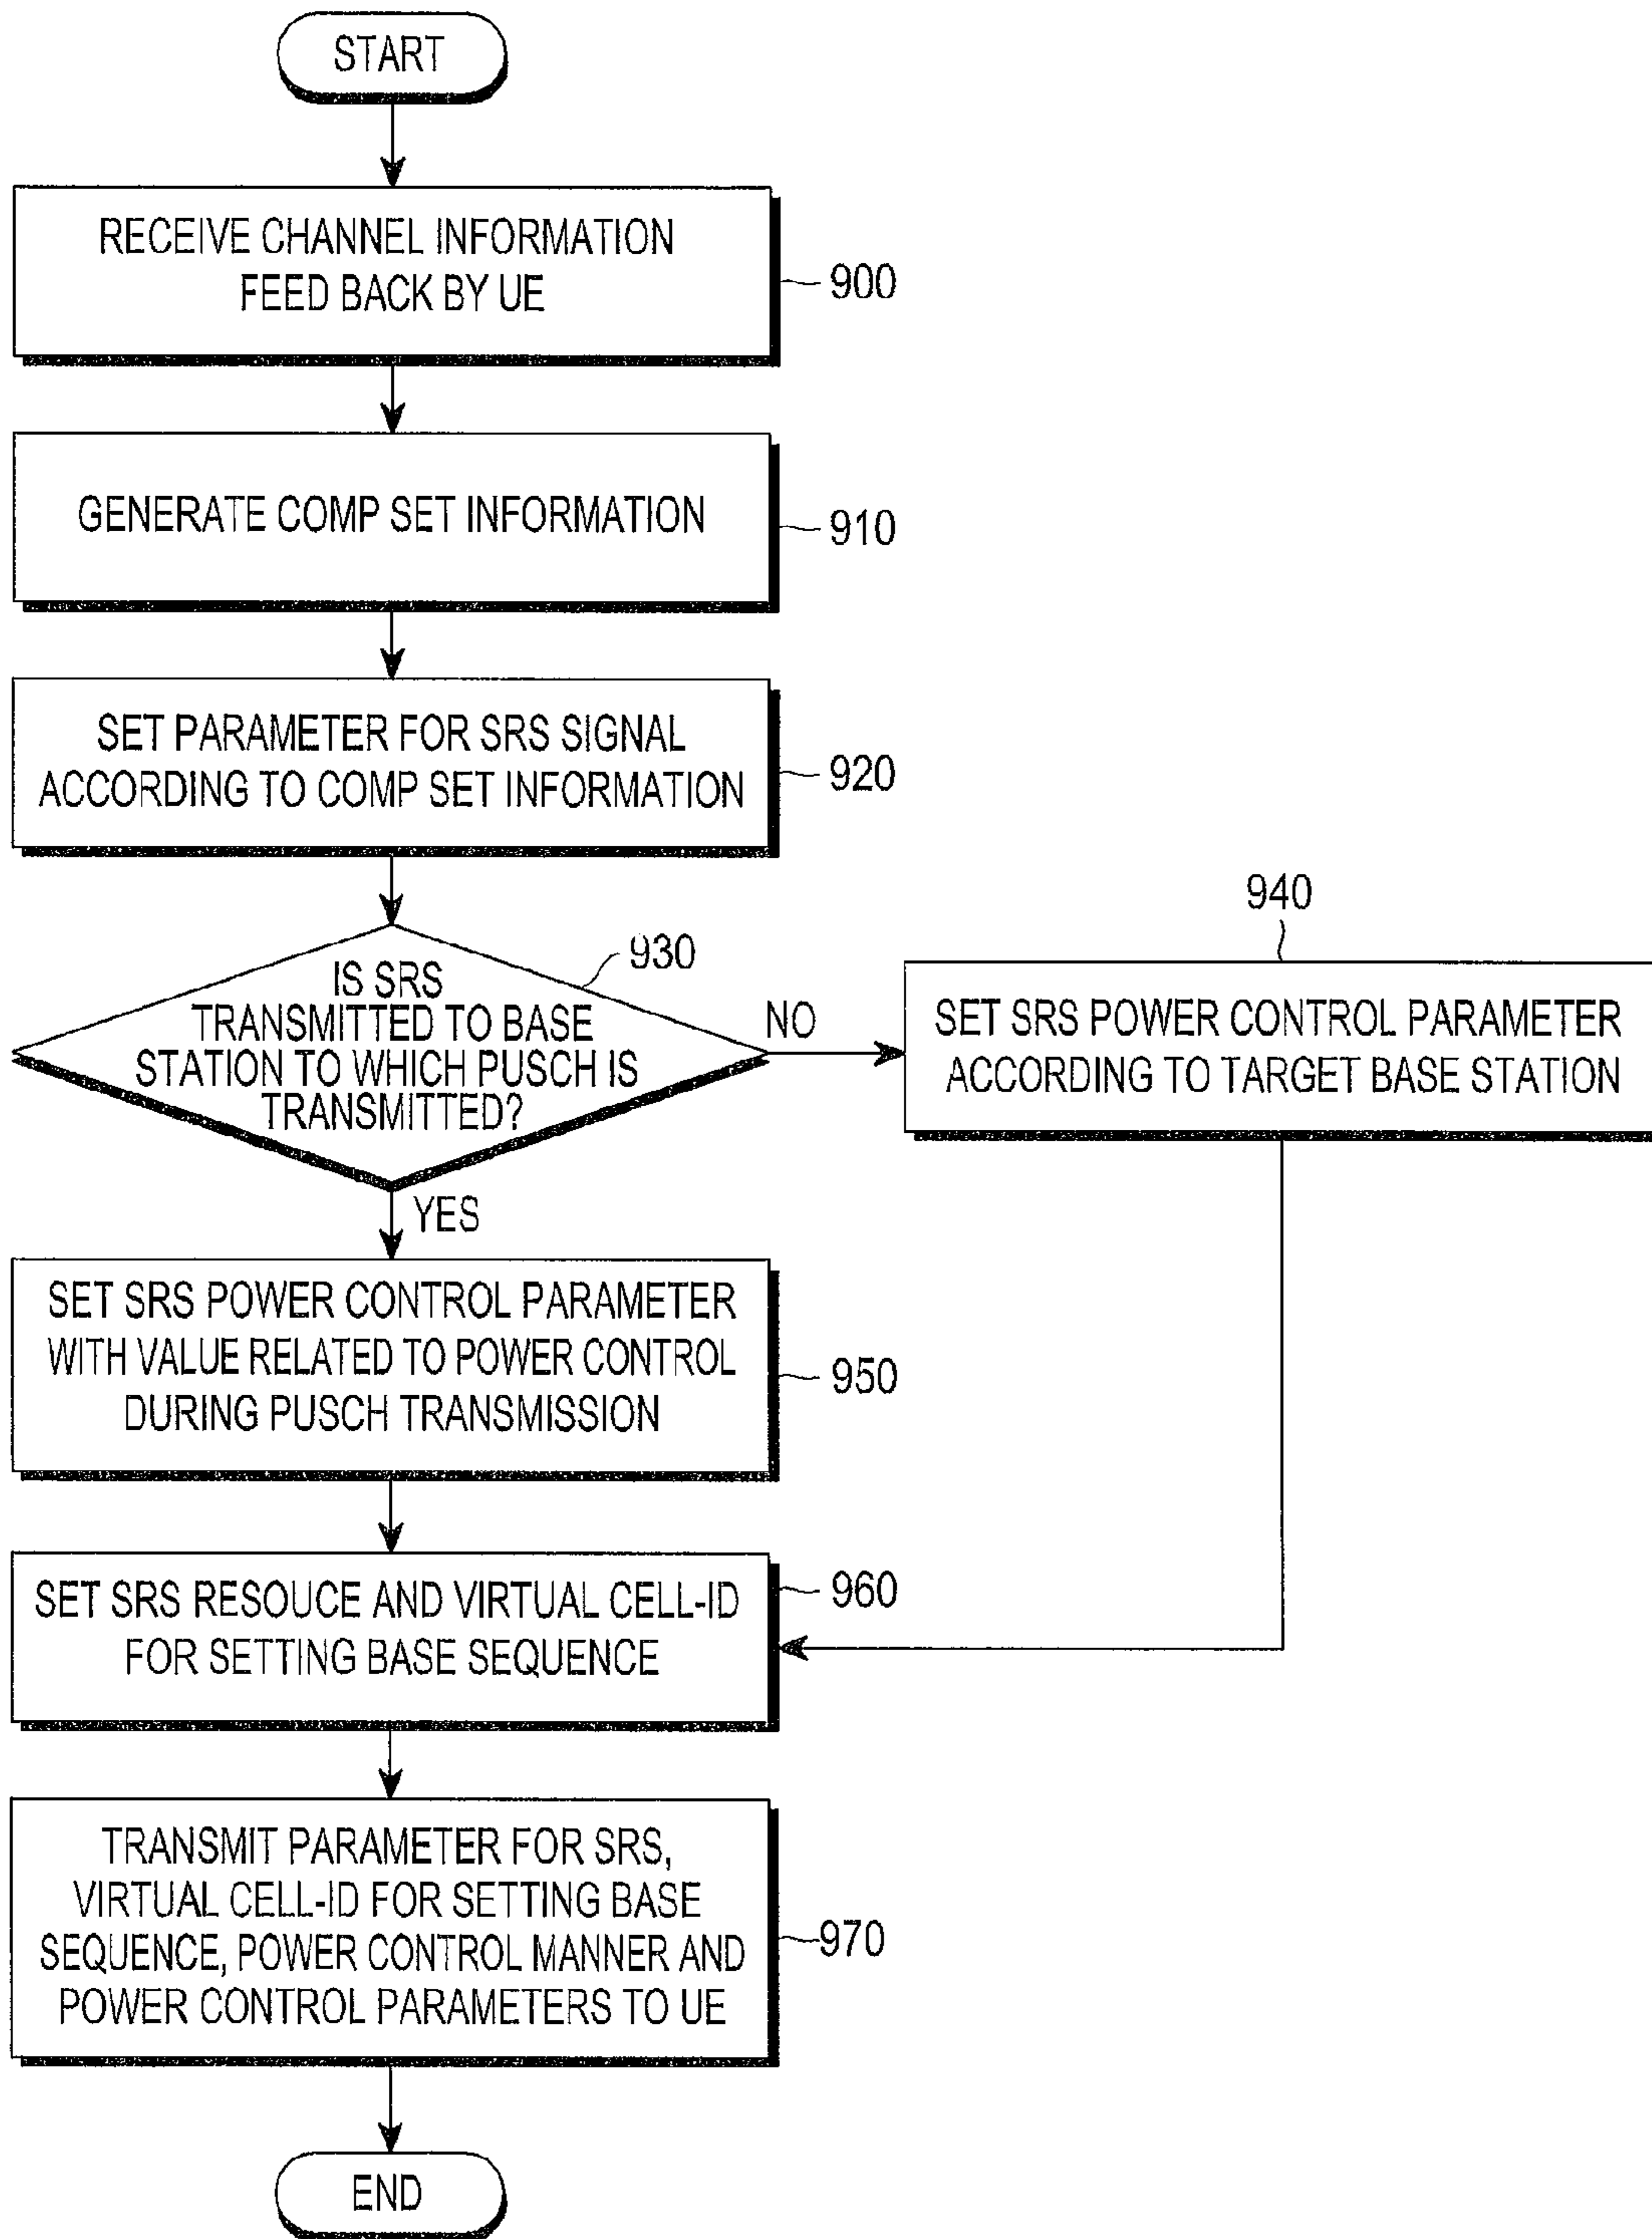 START
RECEIVE CHANNEL INFORMATION
FEED BACK BY UE
900
GENERATE COMP SET INFORMATION
910
SET PARAMETER FOR SRS SIGNAL
ACCORDING TO COMP SET INFORMATION
920
930
IS SRS
TRANSMITTED TO BASE
STATION TO WHICH PUSCH IS
TRANSMITTED?
NO
940
SET SRS POWER CONTROL PARAMETER
ACCORDING TO TARGET BASE STATION
YES
SET SRS POWER CONTROL PARAMETER
WITH VALUE RELATED TO POWER CONTROL
DURING PUSCH TRANSMISSION
950
SET SRS RESOUCE AND VIRTUAL CELL-ID
FOR SETTING BASE SEQUENCE
960
TRANSMIT PARAMETER FOR SRS,
VIRTUAL CELL-ID FOR SETTING BASE
SEQUENCE, POWER CONTROL MANNER AND
POWER CONTROL PARAMETERS TO UE
970
END